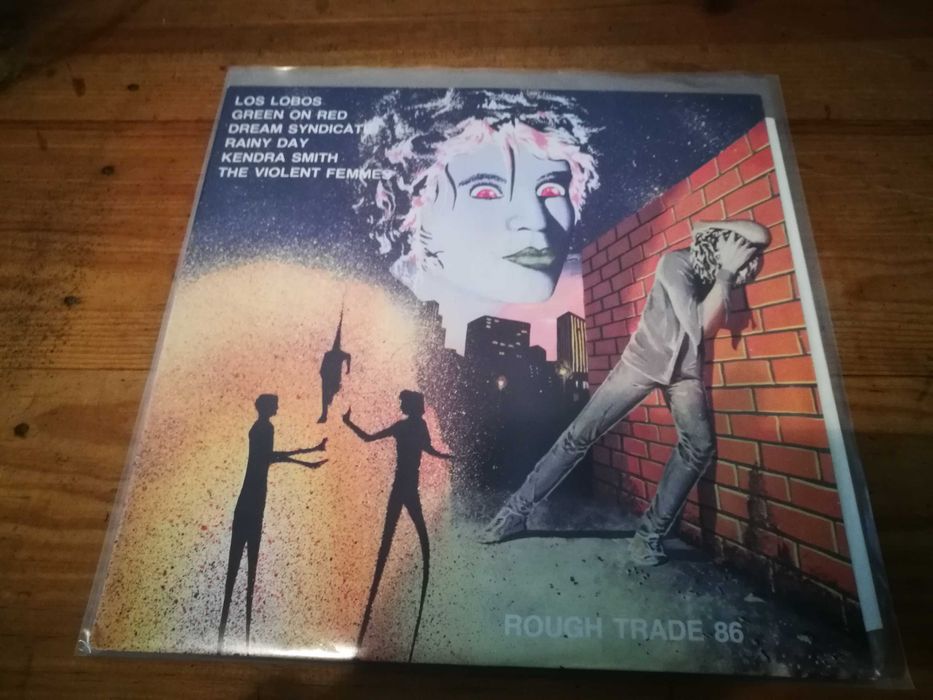 LOS LOBOS
GREEN ON RED
DREAM SYNDICATE
RAINY DAY
KENDRA SMITH
THE VIOLENT FEMMES
ROUGH TRADE 86